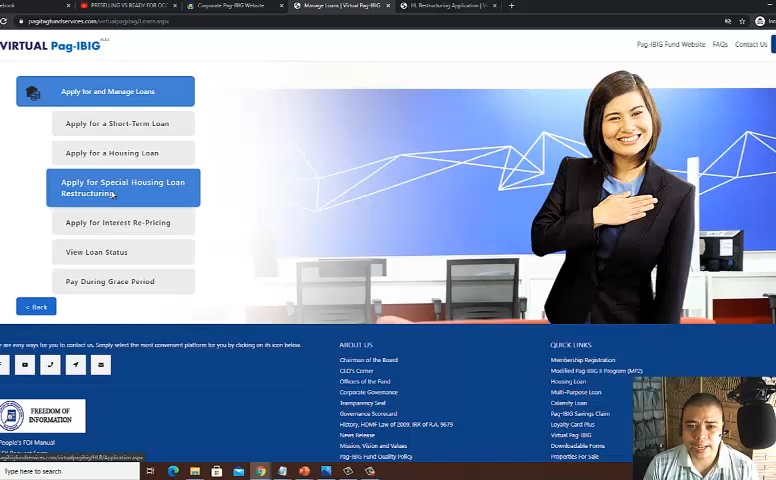 PRESELLING VS READY FOR OCC
Corporate Pag-IBIG Website
Manage Loans | Virtual Pag-IBIG
HL Restructuring Application | V
pagibigfundservices.com/virtualpagibig/Loans.aspx
Incog
VIRTUAL Pag-IBIG
Pag-IBIG Fund Website
FAQs
Contact Us
Apply for and Manage Loans
Apply for a Short-Term Loan
Apply for a Housing Loan
Apply for Special Housing Loan
Restructuring
Apply for Interest Re-Pricing
View Loan Status
Pay During Grace Period
< Back
re are easy ways for you to contact us. Simply select the most convenient platform for you by clicking on its icon below.
FREEDOM OF
INFORMATION
People's FOI Manual
ABOUT US
Chairman of the Board
CEO's Corner
Officers of the Fund
Corporate Governance
Transparency Seal
Governance Scorecard
History, HDMF Law of 2009, IRR of R.A. 9679
News Release
Mission, Vision and Values
Pag-IBIG Fund Quality Policy
QUICK LINKS
Membership Registration
Modified Pag-IBIG II Program (MP2)
Housing Loan
Multi-Purpose Loan
Calamity Loan
Pag-IBIG Savings Claim
Loyalty Card Plus
Virtual Pag-IBIG
Downloadable Forms
Properties For Sale
pagibigfundservices.com/virtualpagibig/HLR/Application.aspx
Type here to search